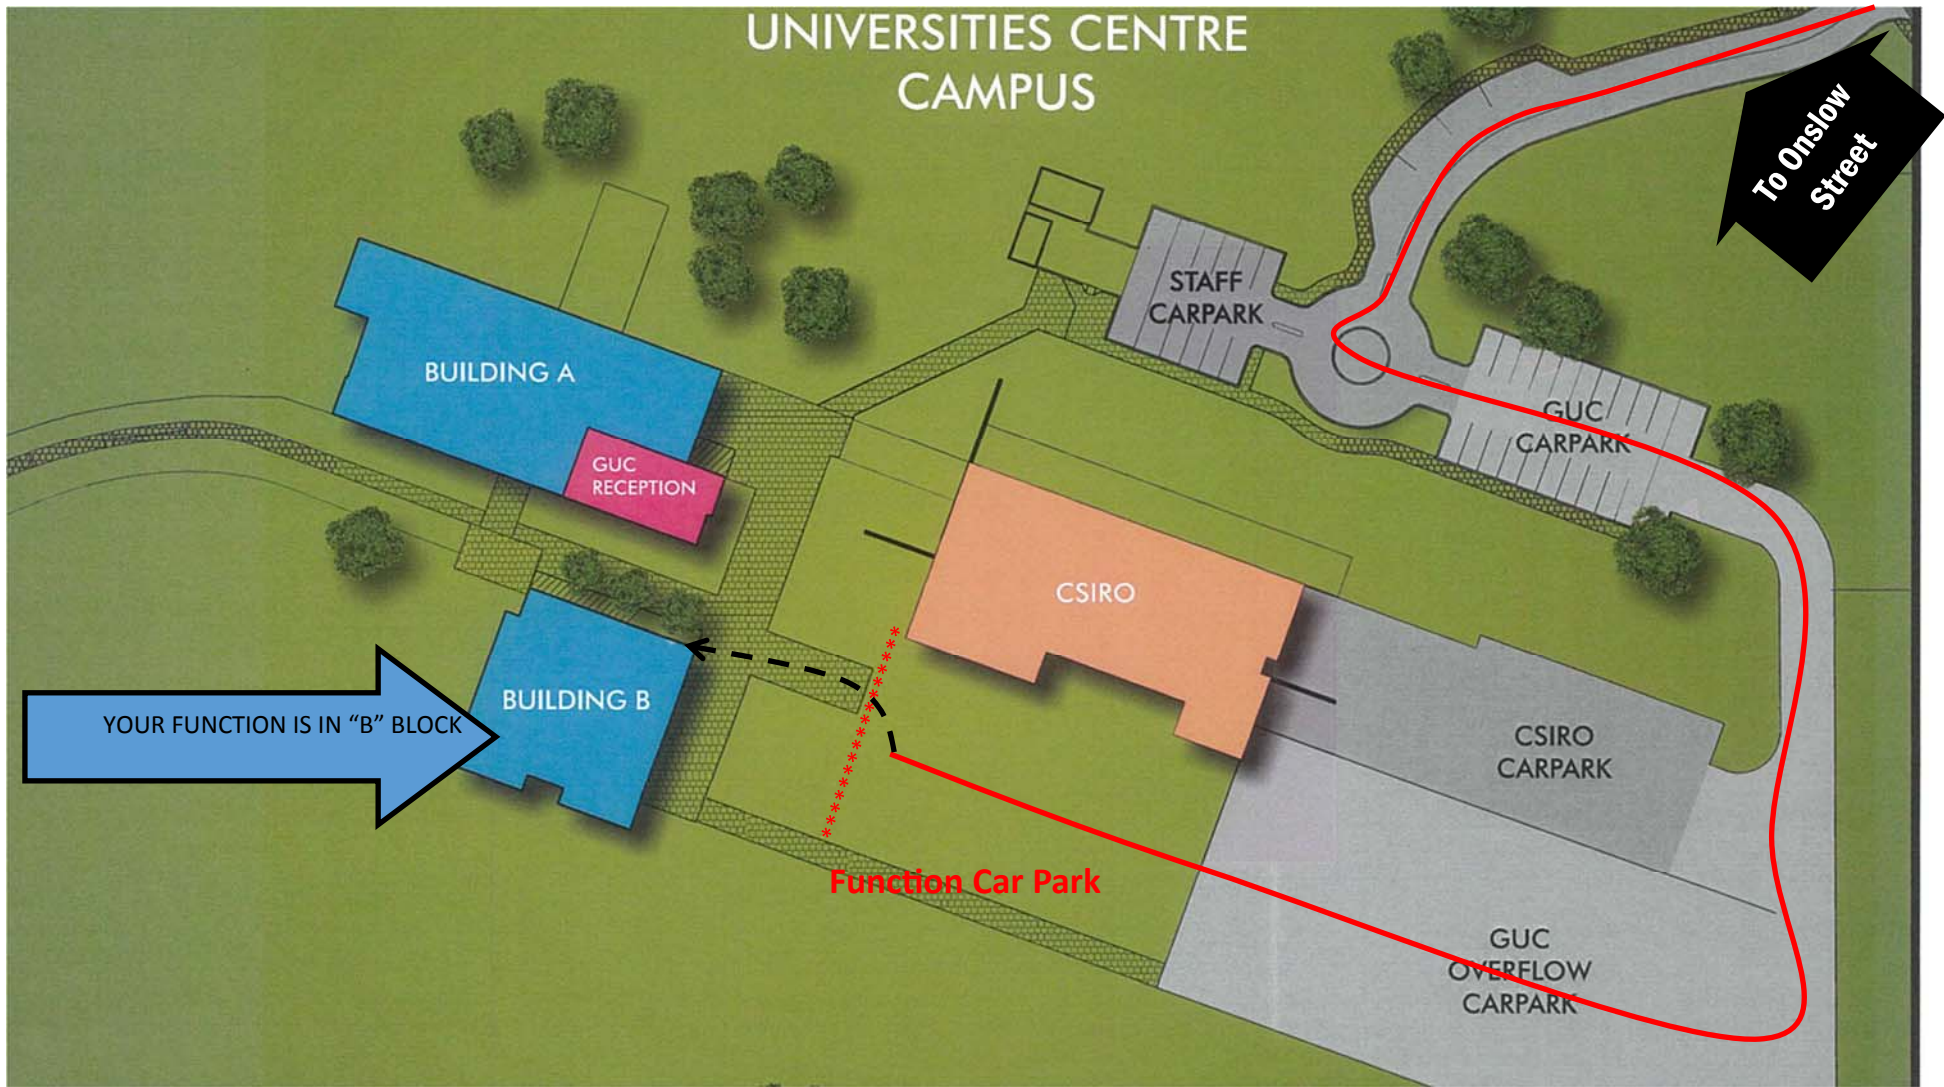 UNIVERSITIES CENTRE
CAMPUS
To Onslow
Street
STAFF
CARPARK
BUILDING A
GUC
CARPARK
GUC
RECEPTION
CSIRO
BUILDING B
YOUR FUNCTION IS IN “B” BLOCK
CSIRO
CARPARK
Function Car Park
GUC
OVERFLOW
CARPARK